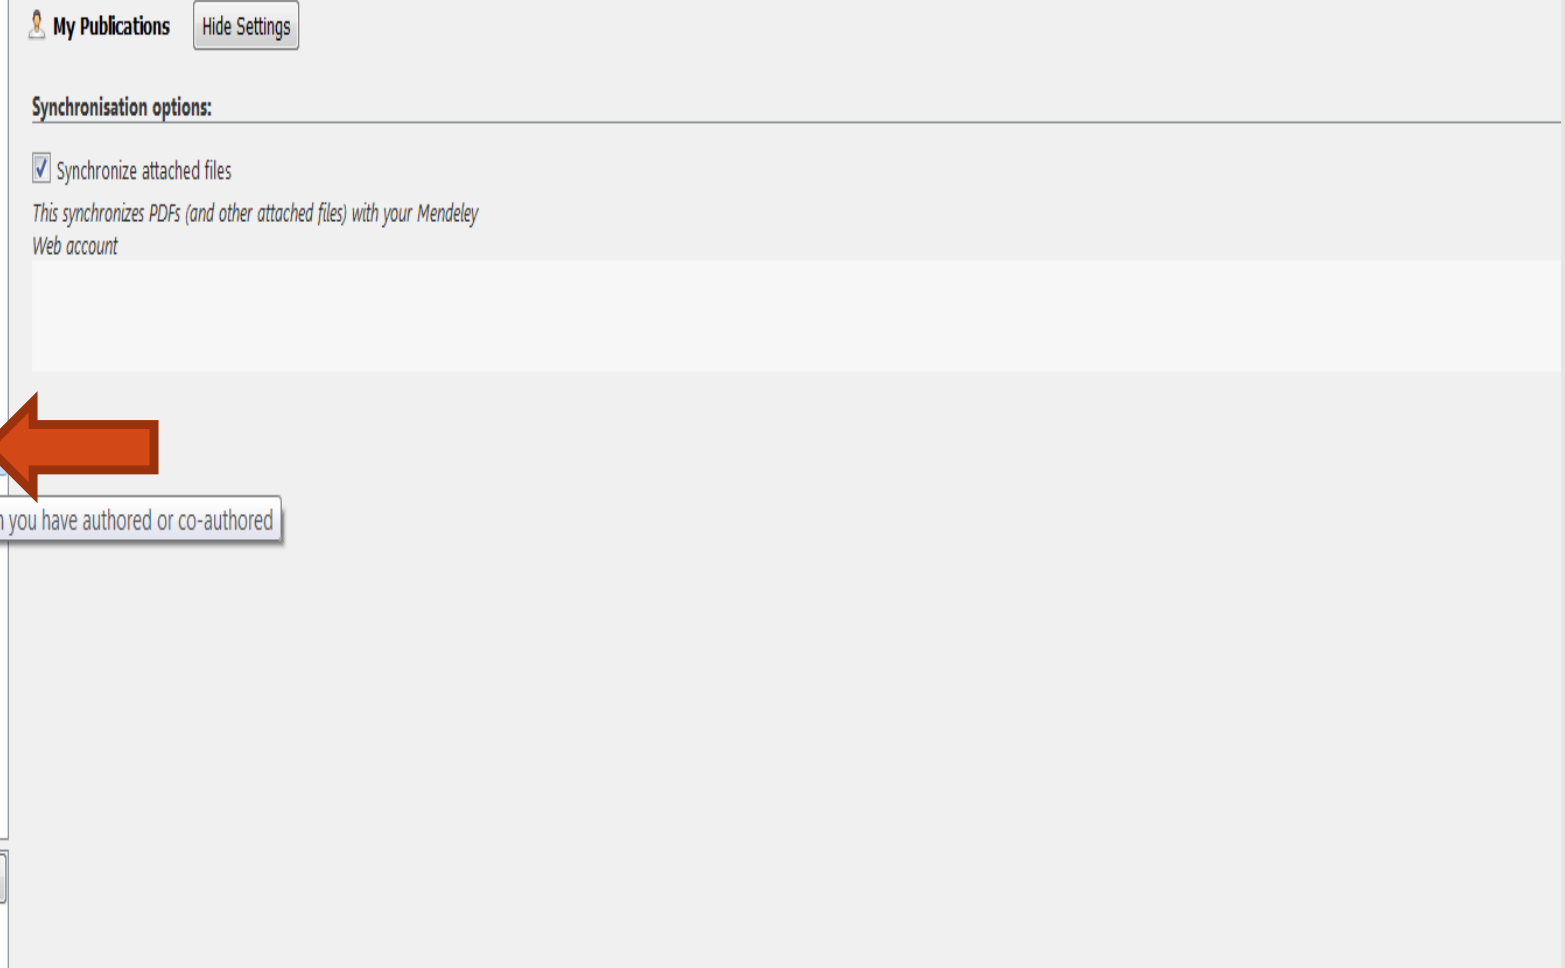 My Publications
Hide Settings
Synchronisation options:
Synchronize attached files
This synchronizes PDFs (and other attached files) with your Mendeley
Web account
you have authored or co-authored